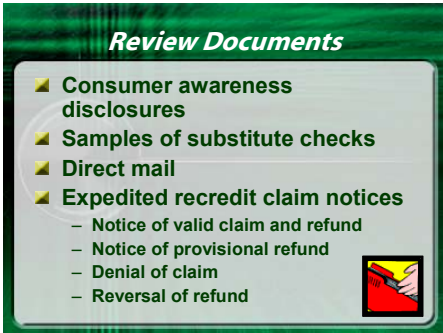 Review Documents
Consumer awareness
disclosures
Samples of substitute checks
Direct mail
Expedited recredit claim notices
– Notice of valid claim and refund
– Notice of provisional refund
– Denial of claim
– Reversal of refund